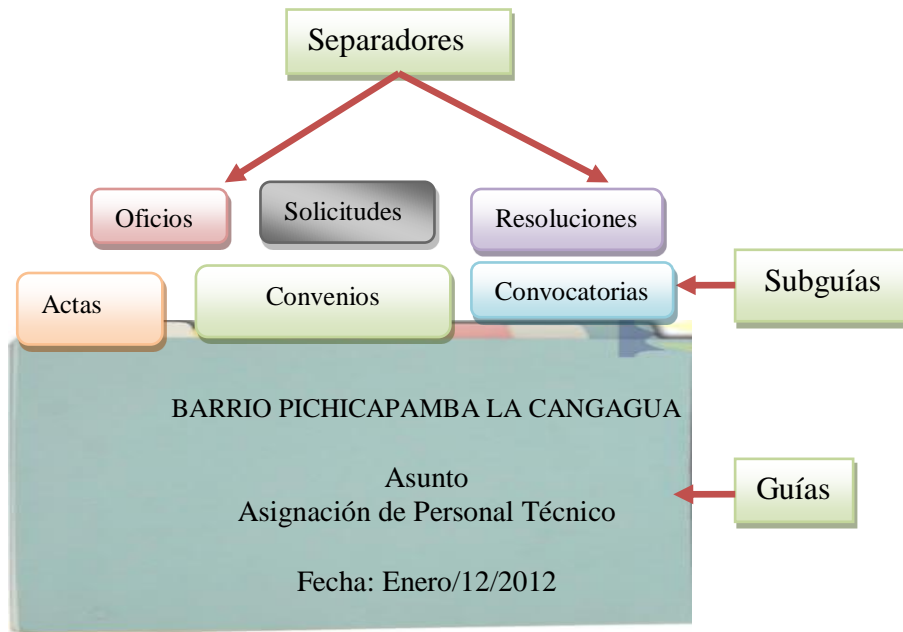 Separadores
Oficios
Solicitudes
Resoluciones
Actas
Convenios
Convocatorias
Subguías
BARRIO PICHICAPAMBA LA CANGAGUA
Asunto
Asignación de Personal Técnico
Guías
Fecha: Enero/12/2012